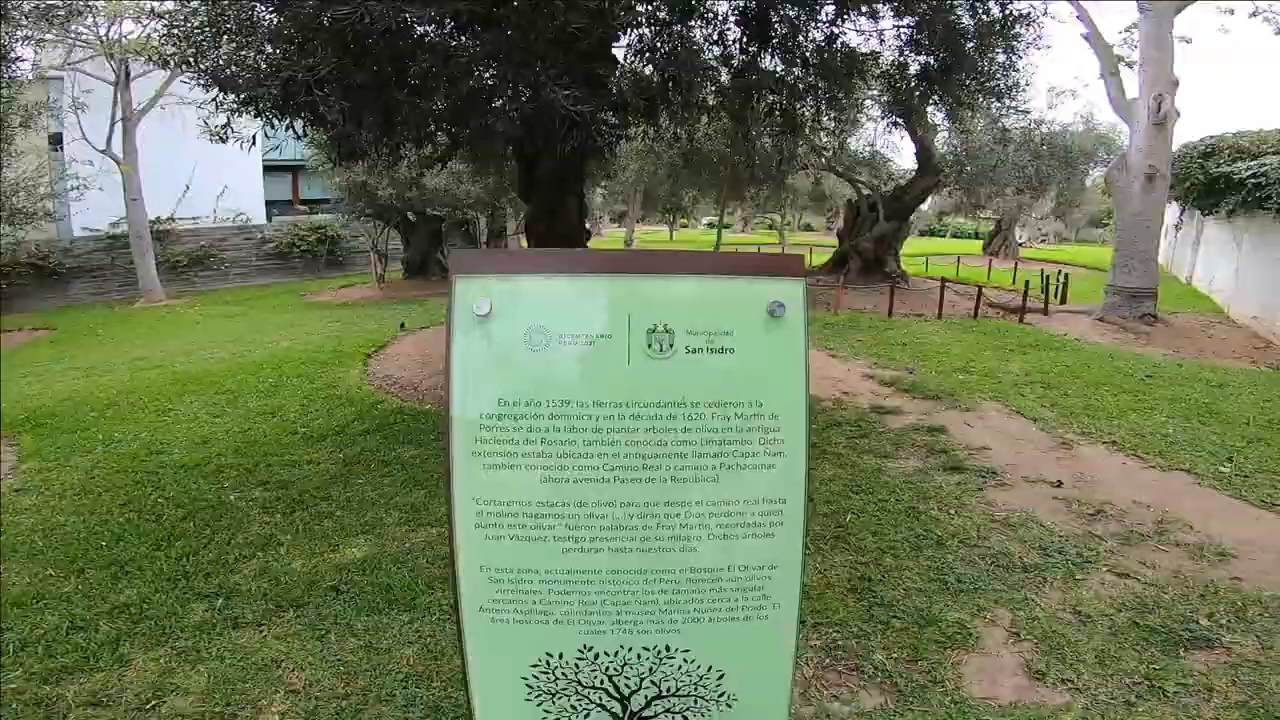 BICENTENARIO
PERÚ 2021
Municipalidad
de
San Isidro
En el año 1539, las tierras circundantes se cedieron a la
congregación dominica y en la década de 1620, Fray Martín de
Porres se dio a la labor de plantar árboles de olivo en la antigua
Hacienda del Rosario, también conocida como Limatambo. Dicha
extensión estaba ubicada en el antiguamente llamado Capac Ñam,
también conocido como Camino Real o camino a Pachacamac
(ahora avenida Paseo de la República).
"Cortaremos estacas (de olivo) para que desde el camino real hasta
el molino hagamos un olivar (...) y dirán que Dios perdone a quien
planto este olivar" fueron palabras de Fray Martín, recordadas por
Juan Vázquez, testigo presencial de su milagro. Dichos árboles
perduran hasta nuestros días.
En esta zona, actualmente conocida como el Bosque El Olivar de
San Isidro, monumento histórico del Perú, florecen aún olivos
virreinales. Podemos encontrar los de tamaño más singular
cercanos a Camino Real (Capac Ñam), ubicados cerca a la calle
Antero Aspíllaga, colindantes al museo Marina Núñez del Prado. El
área boscosa de El Olivar, alberga más de 2000 árboles de los
cuales 1748 son olivos.